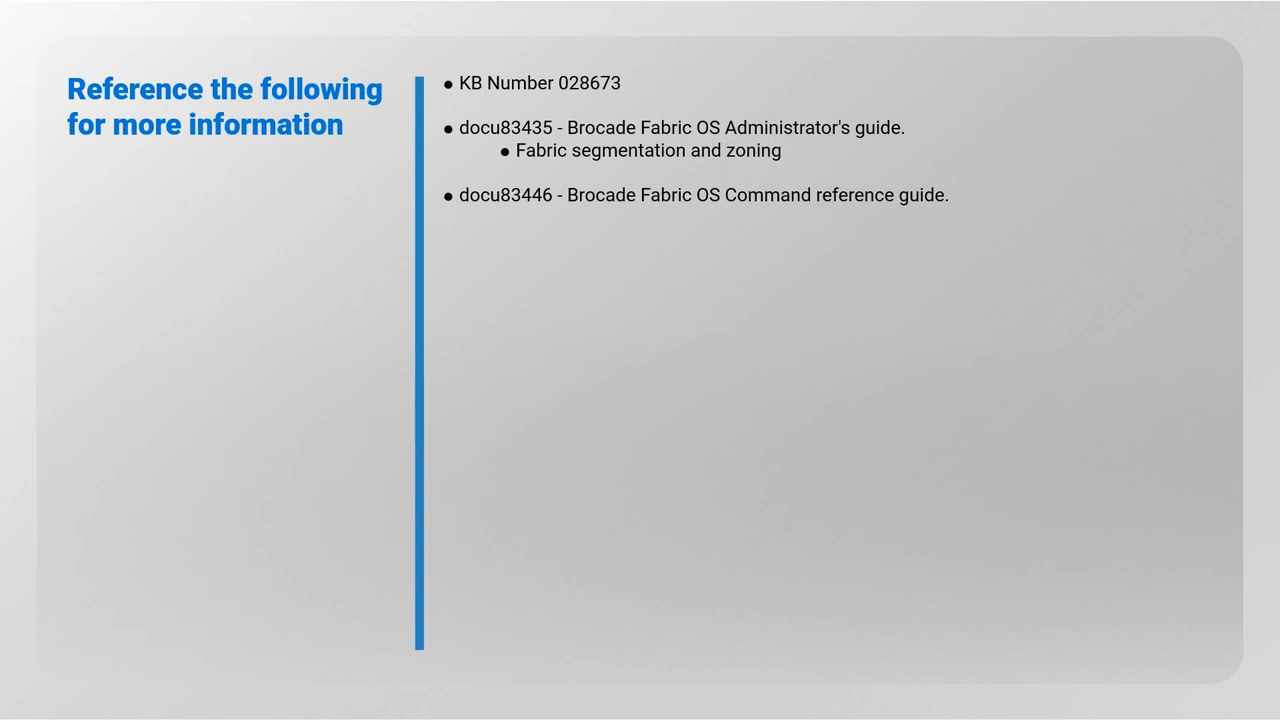 Reference the following
for more information
● KB Number 028673
● docu83435 - Brocade Fabric OS Administrator's guide.
● Fabric segmentation and zoning
● docu83446 - Brocade Fabric OS Command reference guide.